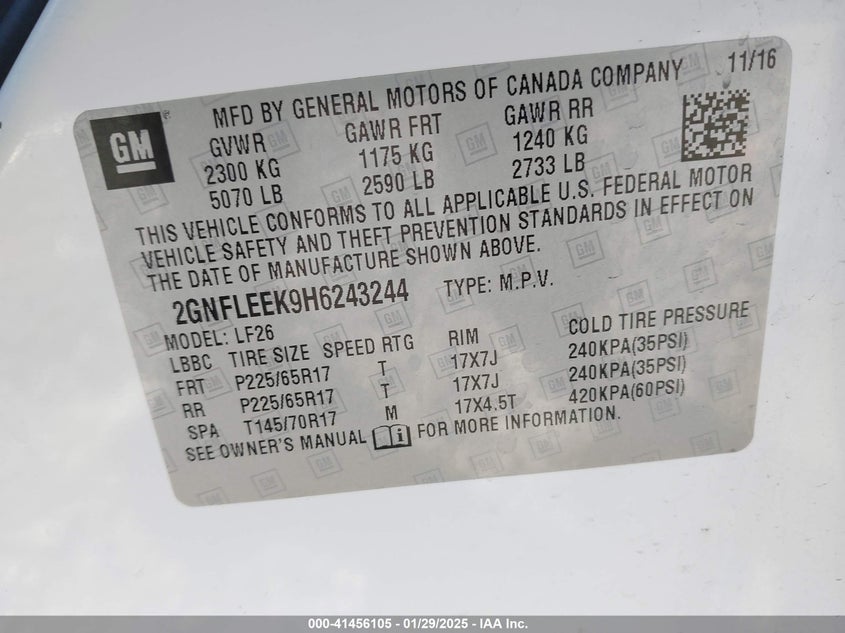 GM
MFD BY GENERAL MOTORS OF CANADA COMPANY 11/16
GVWR GAWR FRT GAWR RR
2300 KG 1175 KG 1240 KG
5070 LB 2590 LB 2733 LB
THIS VEHICLE CONFORMS TO ALL APPLICABLE U.S. FEDERAL MOTOR
VEHICLE SAFETY AND THEFT PREVENTION STANDARDS IN EFFECT ON
THE DATE OF MANUFACTURE SHOWN ABOVE.
2GNFLEEK9H6243244 TYPE: M.P.V.
MODEL: LF26
LBBC TIRE SIZE SPEED RTG RIM COLD TIRE PRESSURE
FRT P225/65R17 T 17X7J 240KPA(35PSI)
RR P225/65R17 T 17X7J 240KPA(35PSI)
SPA T145/70R17 M 17X4.5T 420KPA(60PSI)
SEE OWNER'S MANUAL i FOR MORE INFORMATION.
000-41456105 - 01/29/2025 - IAA Inc.